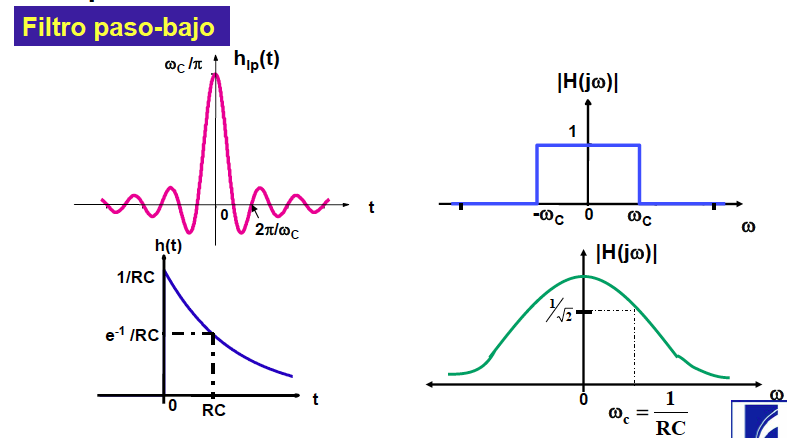 Filtro paso-bajo
ωC /π
hlp(t)
0
t
2π/ωC
|H(jω)|
1
-ωC
0
ωC
ω
h(t)
1/RC
e-1 /RC
0
RC
t
|H(jω)|
1/√2
0
ω
ωc = 1/RC